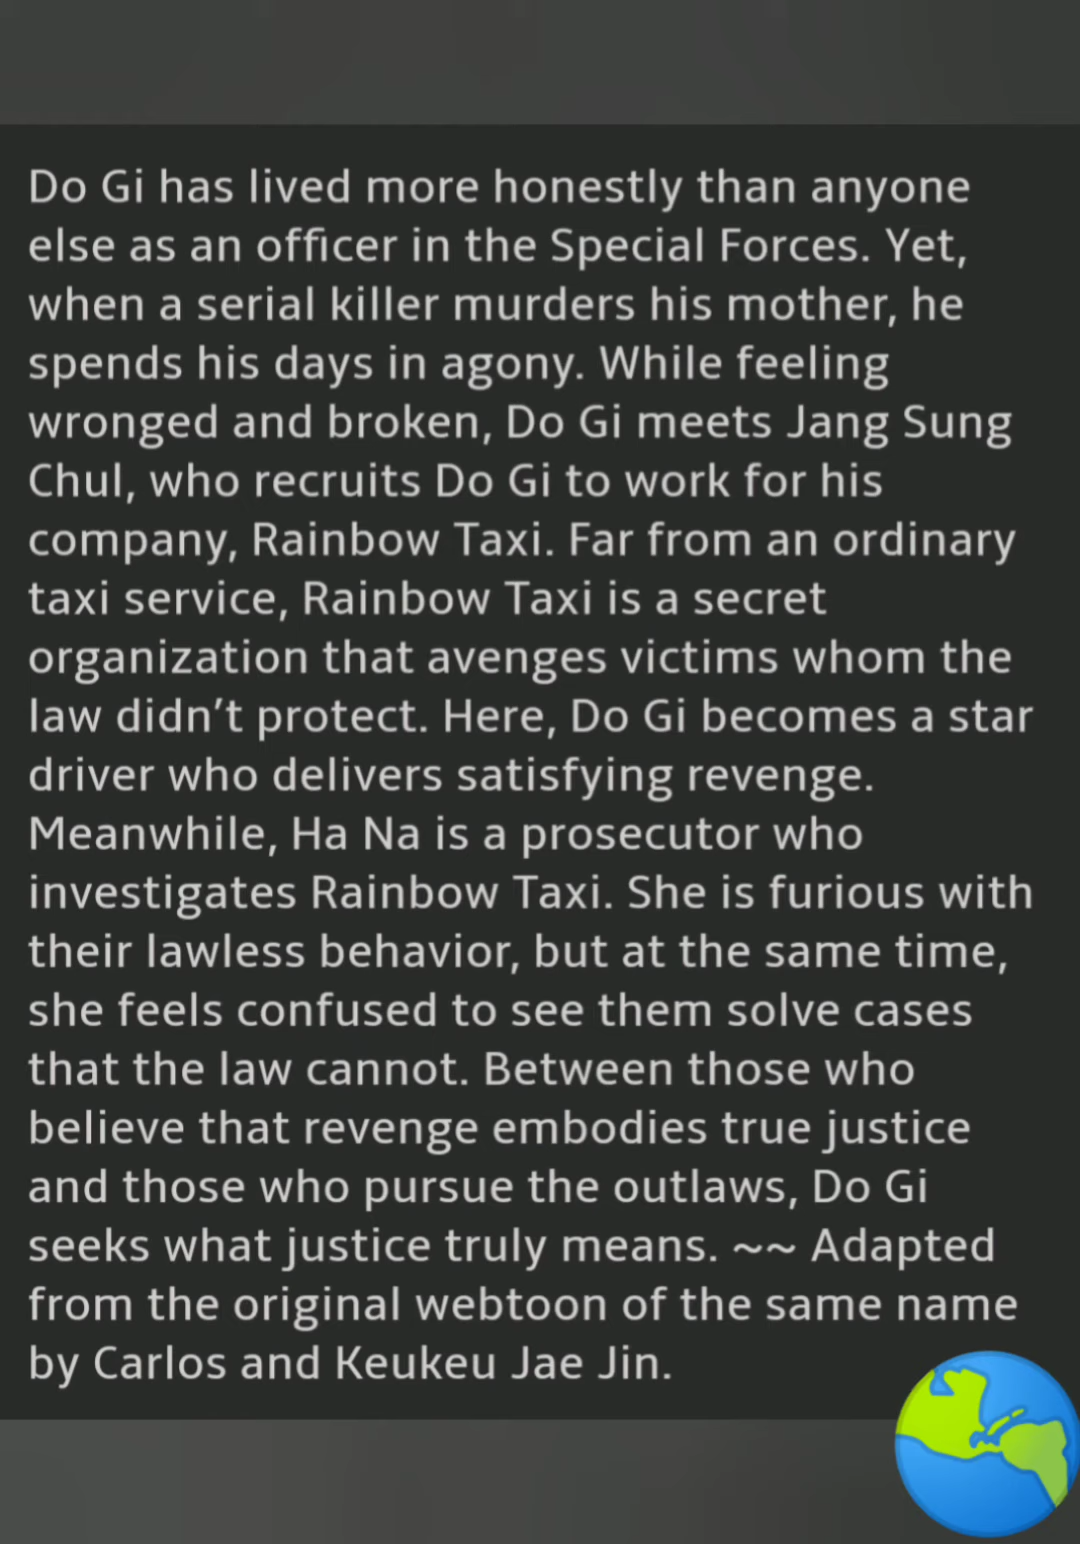 Do Gi has lived more honestly than anyone
else as an officer in the Special Forces. Yet,
when a serial killer murders his mother, he
spends his days in agony. While feeling
wronged and broken, Do Gi meets Jang Sung
Chul, who recruits Do Gi to work for his
company, Rainbow Taxi. Far from an ordinary
taxi service, Rainbow Taxi is a secret
organization that avenges victims whom the
law didn’t protect. Here, Do Gi becomes a star
driver who delivers satisfying revenge.
Meanwhile, Ha Na is a prosecutor who
investigates Rainbow Taxi. She is furious with
their lawless behavior, but at the same time,
she feels confused to see them solve cases
that the law cannot. Between those who
believe that revenge embodies true justice
and those who pursue the outlaws, Do Gi
seeks what justice truly means. ~~ Adapted
from the original webtoon of the same name
by Carlos and Keukeu Jae Jin.